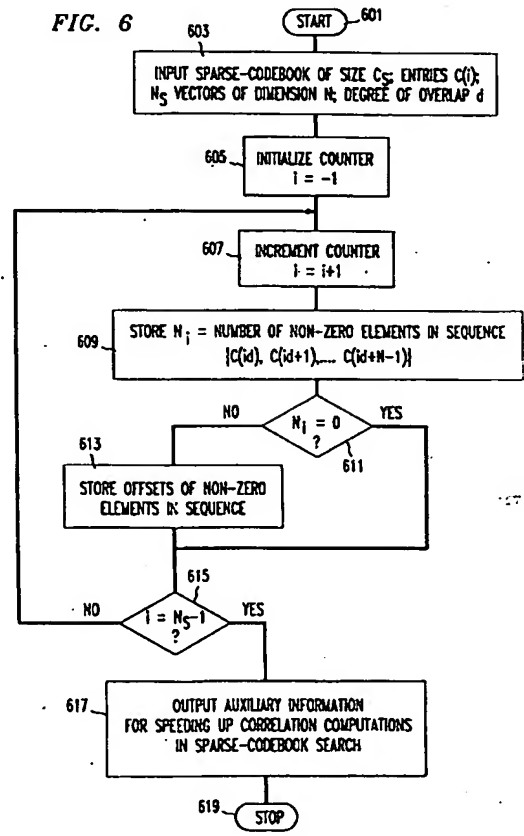 FIG. 6
START
601
603
INPUT SPARSE-CODEBOOK OF SIZE CS; ENTRIES C(i);
NS VECTORS OF DIMENSION N; DEGREE OF OVERLAP d
605
INITIALIZE COUNTER
i = -1
607
INCREMENT COUNTER
i = i+1
609
STORE Ni = NUMBER OF NON-ZERO ELEMENTS IN SEQUENCE
{C(id), C(id+1),.... C(id+N-1)}
NO
Ni = 0
?
YES
611
613
STORE OFFSETS OF NON-ZERO
ELEMENTS IN SEQUENCE
615
NO
i = NS-1
?
YES
617
OUTPUT AUXILIARY INFORMATION
FOR SPEEDING UP CORRELATION COMPUTATIONS
IN SPARSE-CODEBOOK SEARCH
619
STOP